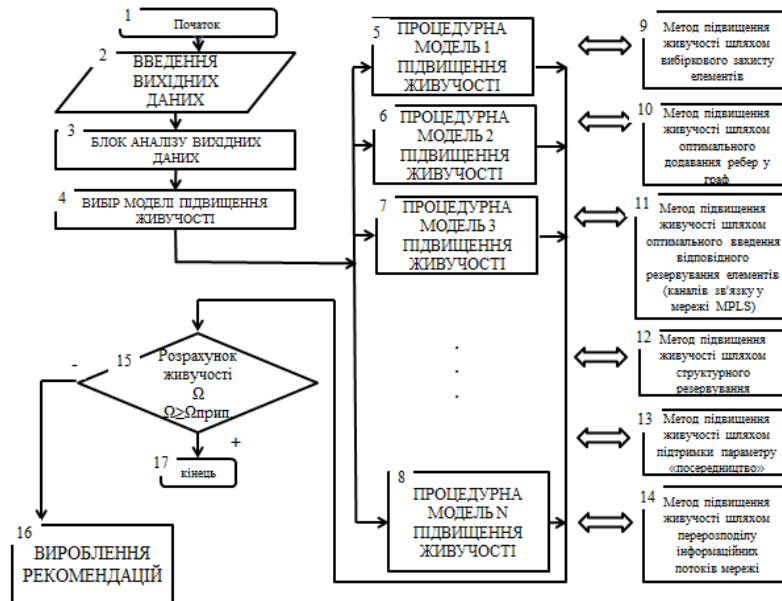 1
Початок
2
ВВЕДЕННЯ
ВИХІДНИХ
ДАНИХ
3
БЛОК АНАЛІЗУ ВИХІДНИХ
ДАНИХ
4
ВИБІР МОДЕЛІ ПІДВИЩЕННЯ
ЖИВУЧОСТІ
5
ПРОЦЕДУРНА
МОДЕЛЬ 1
ПІДВИЩЕННЯ
ЖИВУЧОСТІ
6
ПРОЦЕДУРНА
МОДЕЛЬ 2
ПІДВИЩЕННЯ
ЖИВУЧОСТІ
7
ПРОЦЕДУРНА
МОДЕЛЬ 3
ПІДВИЩЕННЯ
ЖИВУЧОСТІ
8
ПРОЦЕДУРНА
МОДЕЛЬ N
ПІДВИЩЕННЯ
ЖИВУЧОСТІ
9
Метод підвищення
живучості шляхом
вибіркового захисту
елементів
10
Метод підвищення
живучості шляхом
оптимального
додавання ребер у
граф
11
Метод підвищення
живучості шляхом
оптимального введення
відповідного
резервування елементів
(каналів зв'язку у
мережі MPLS)
12
Метод підвищення
живучості шляхом
структурного
резервування
13
Метод підвищення
живучості шляхом
підтримки параметру
«посередництво»
14
Метод підвищення
живучості шляхом
перерозподілу
інформаційних
потоків мережі
15
Розрахунок
живучості
Ω
Ω≥Ωприп
-
+
17
кінець
16
ВИРОБЛЕННЯ
РЕКОМЕНДАЦІЙ